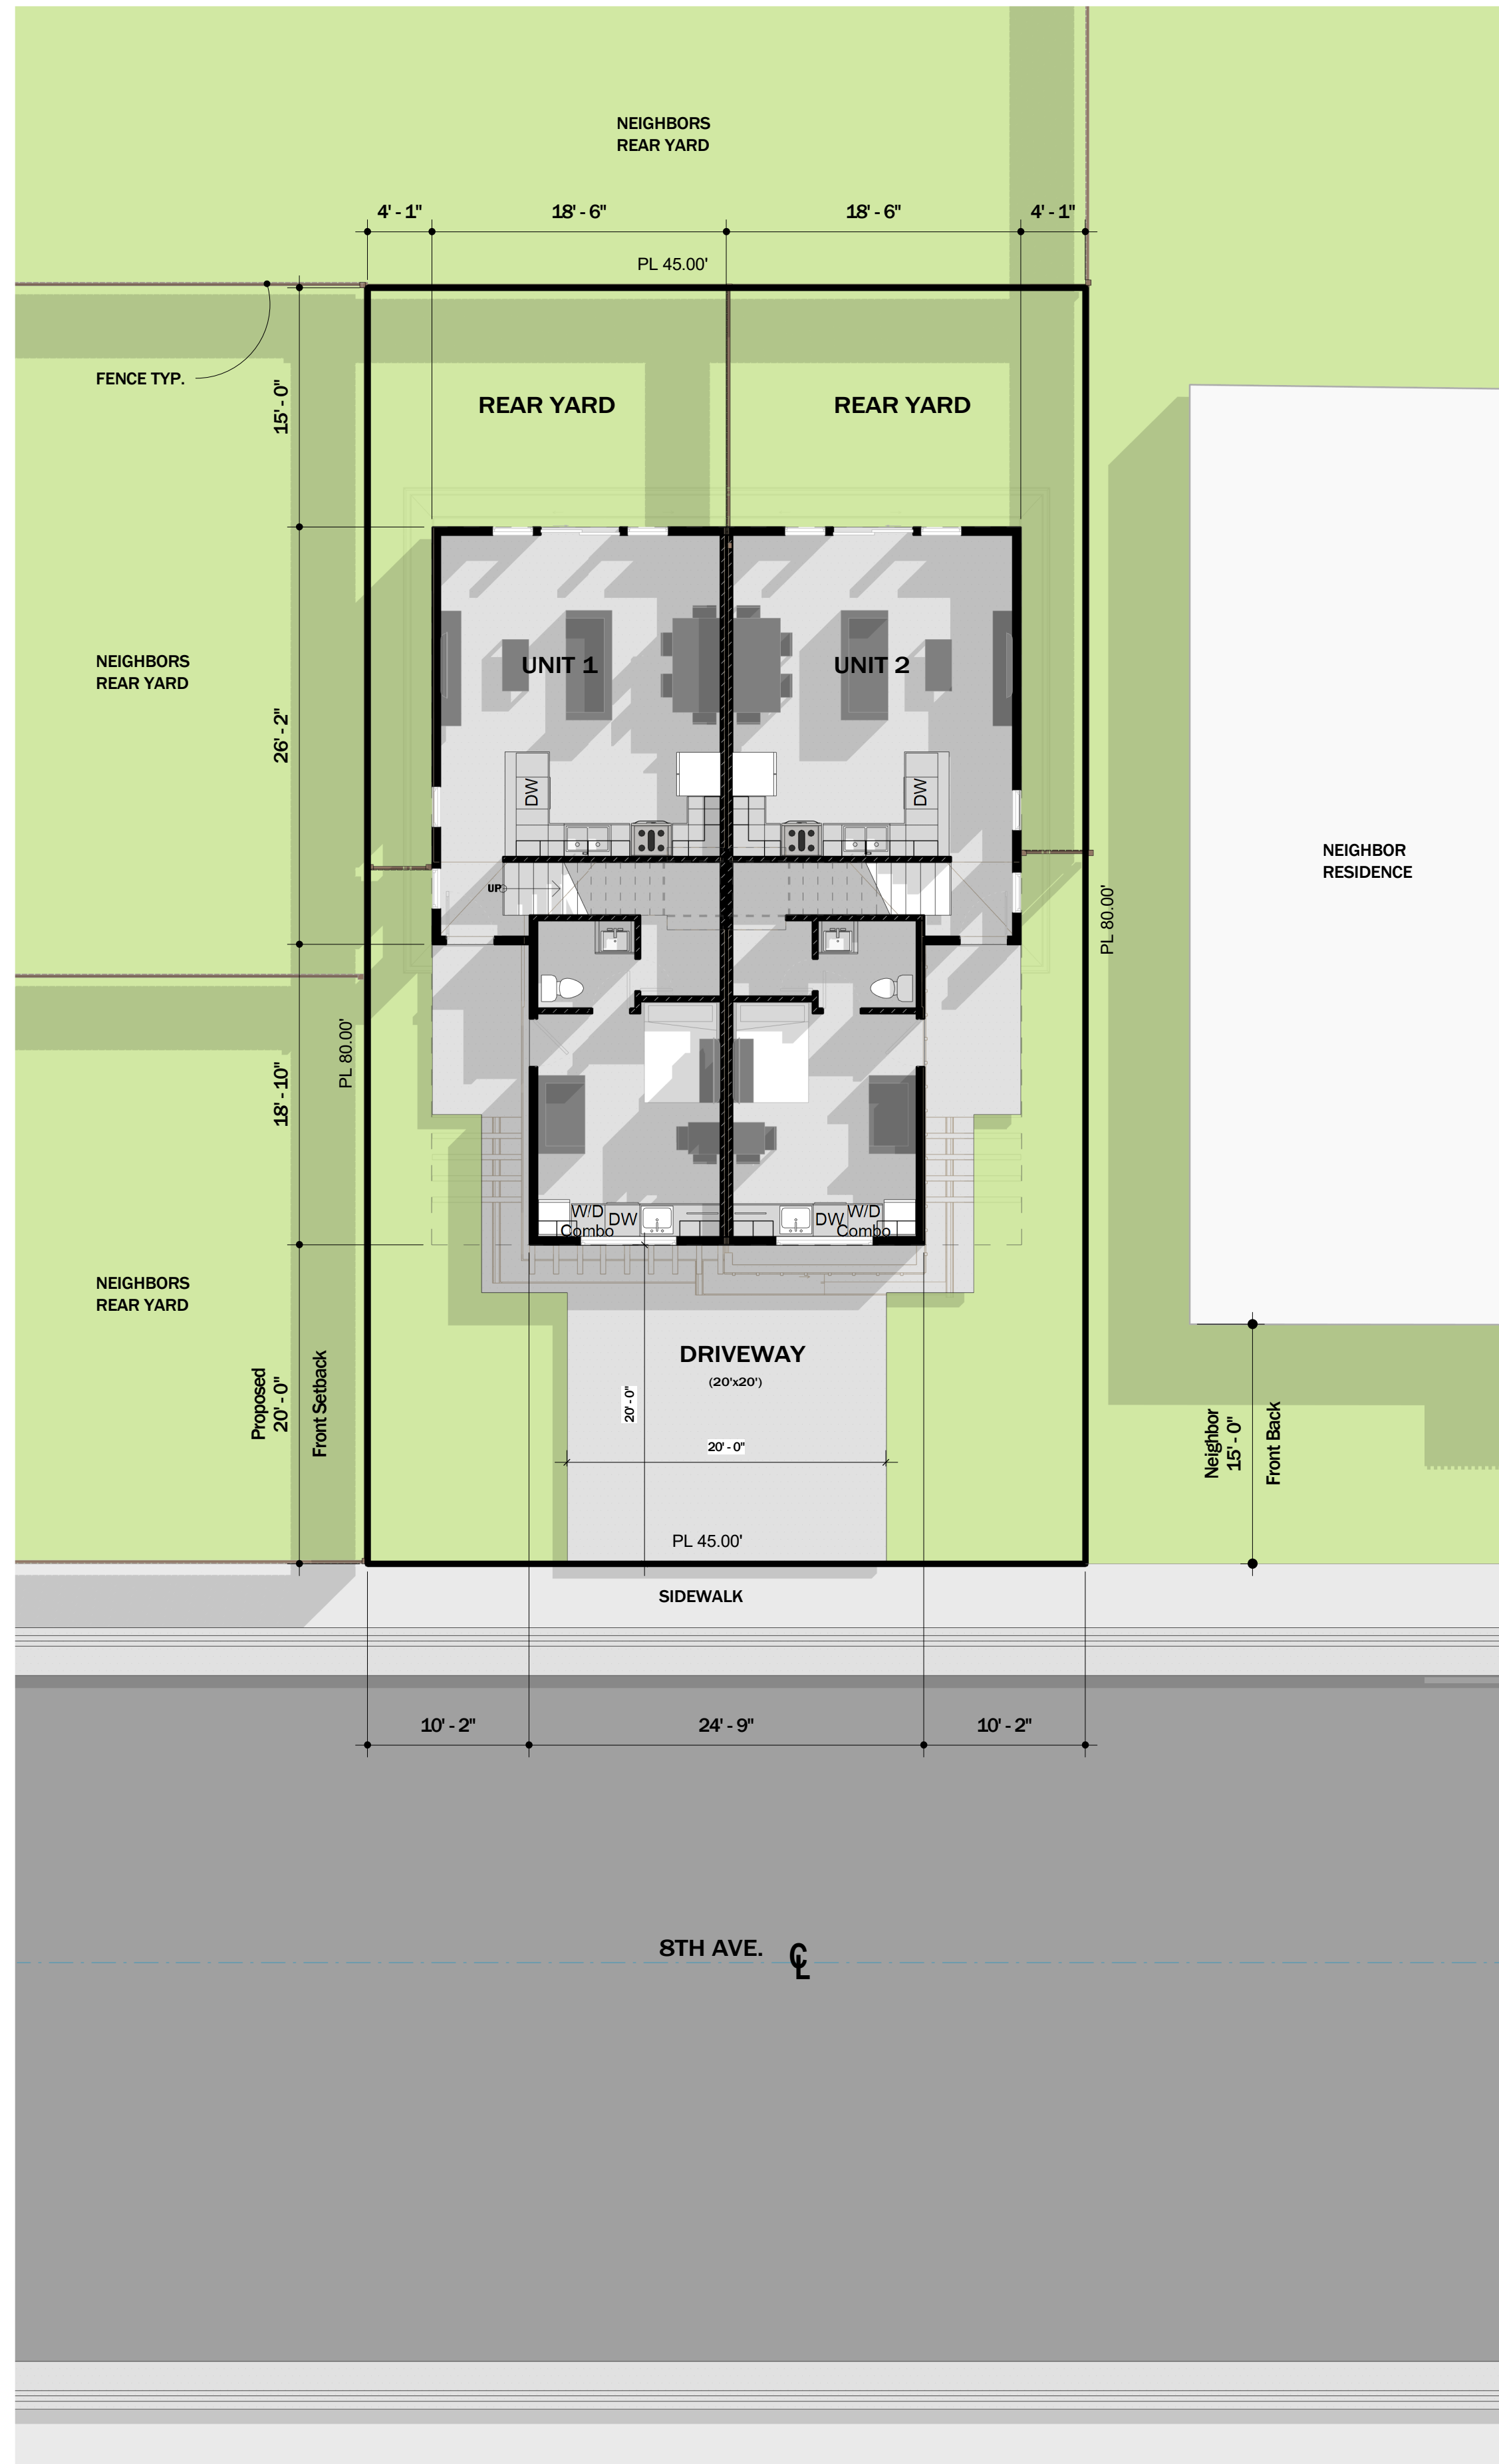 NEIGHBORS
REAR YARD
4' - 1"
18' - 6"
18' - 6"
4' - 1"
PL 45.00'
FENCE TYP.
15' - 0"
REAR YARD
REAR YARD
NEIGHBORS
REAR YARD
UNIT 1
UNIT 2
26' - 2"
DW
DW
NEIGHBOR
RESIDENCE
UP
PL 80.00'
PL 80.00'
18' - 10"
W/D
Combo
DW
DW
W/D
Combo
NEIGHBORS
REAR YARD
DRIVEWAY
(20'x20')
Proposed
20' - 0"
Front Setback
20' - 0"
20' - 0"
Neighbor
15' - 0"
Front Back
PL 45.00'
SIDEWALK
10' - 2"
24' - 9"
10' - 2"
8TH AVE. CL